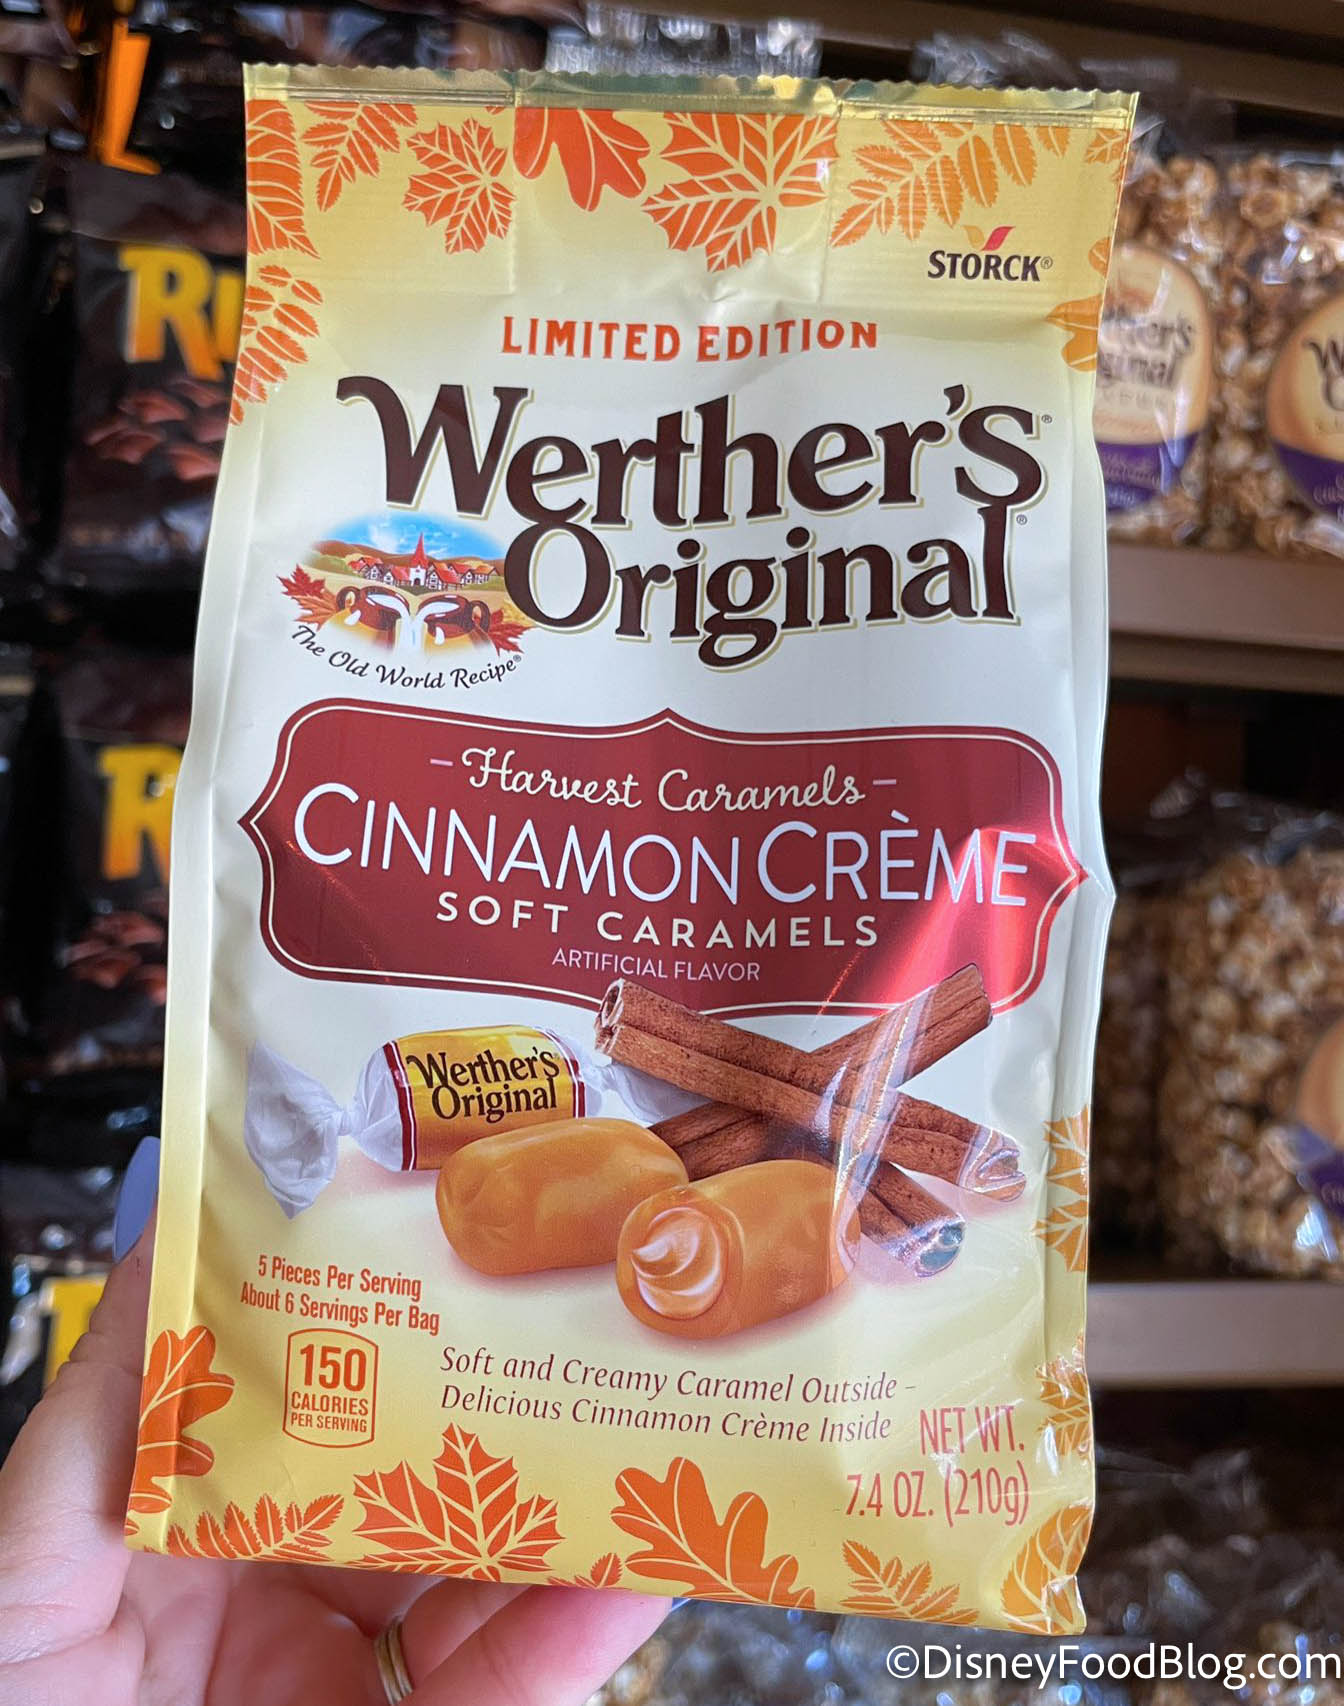 STORCK®
LIMITED EDITION
Werther's®
Original®
The Old World Recipe®
- Harvest Caramels -
CINNAMON CRÈME
SOFT CARAMELS
ARTIFICIAL FLAVOR
Werther's
Original
5 Pieces Per Serving
About 6 Servings Per Bag
150
CALORIES
PER SERVING
Soft and Creamy Caramel Outside –
Delicious Cinnamon Crème Inside
NET WT.
7.4 OZ. (210g)
©DisneyFoodBlog.com